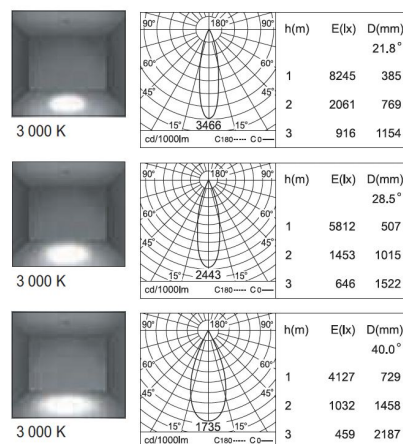 90° 180° 90° h(m) E(lx) D(mm)
21.8°
60° 60°
1 8245 385
45° 45°
2 2061 769
15° 3466 15°
3 916 1154
3 000 K
cd/1000lm C180----- C0——
90° 180° 90° h(m) E(lx) D(mm)
28.5°
60° 60°
1 5812 507
45° 45°
2 1453 1015
15° 2443 15°
3 646 1522
3 000 K
cd/1000lm C180----- C0——
90° 180° 90° h(m) E(lx) D(mm)
40.0°
60° 60°
1 4127 729
45° 45°
2 1032 1458
15° 1735 15°
3 459 2187
3 000 K
cd/1000lm C180----- C0——